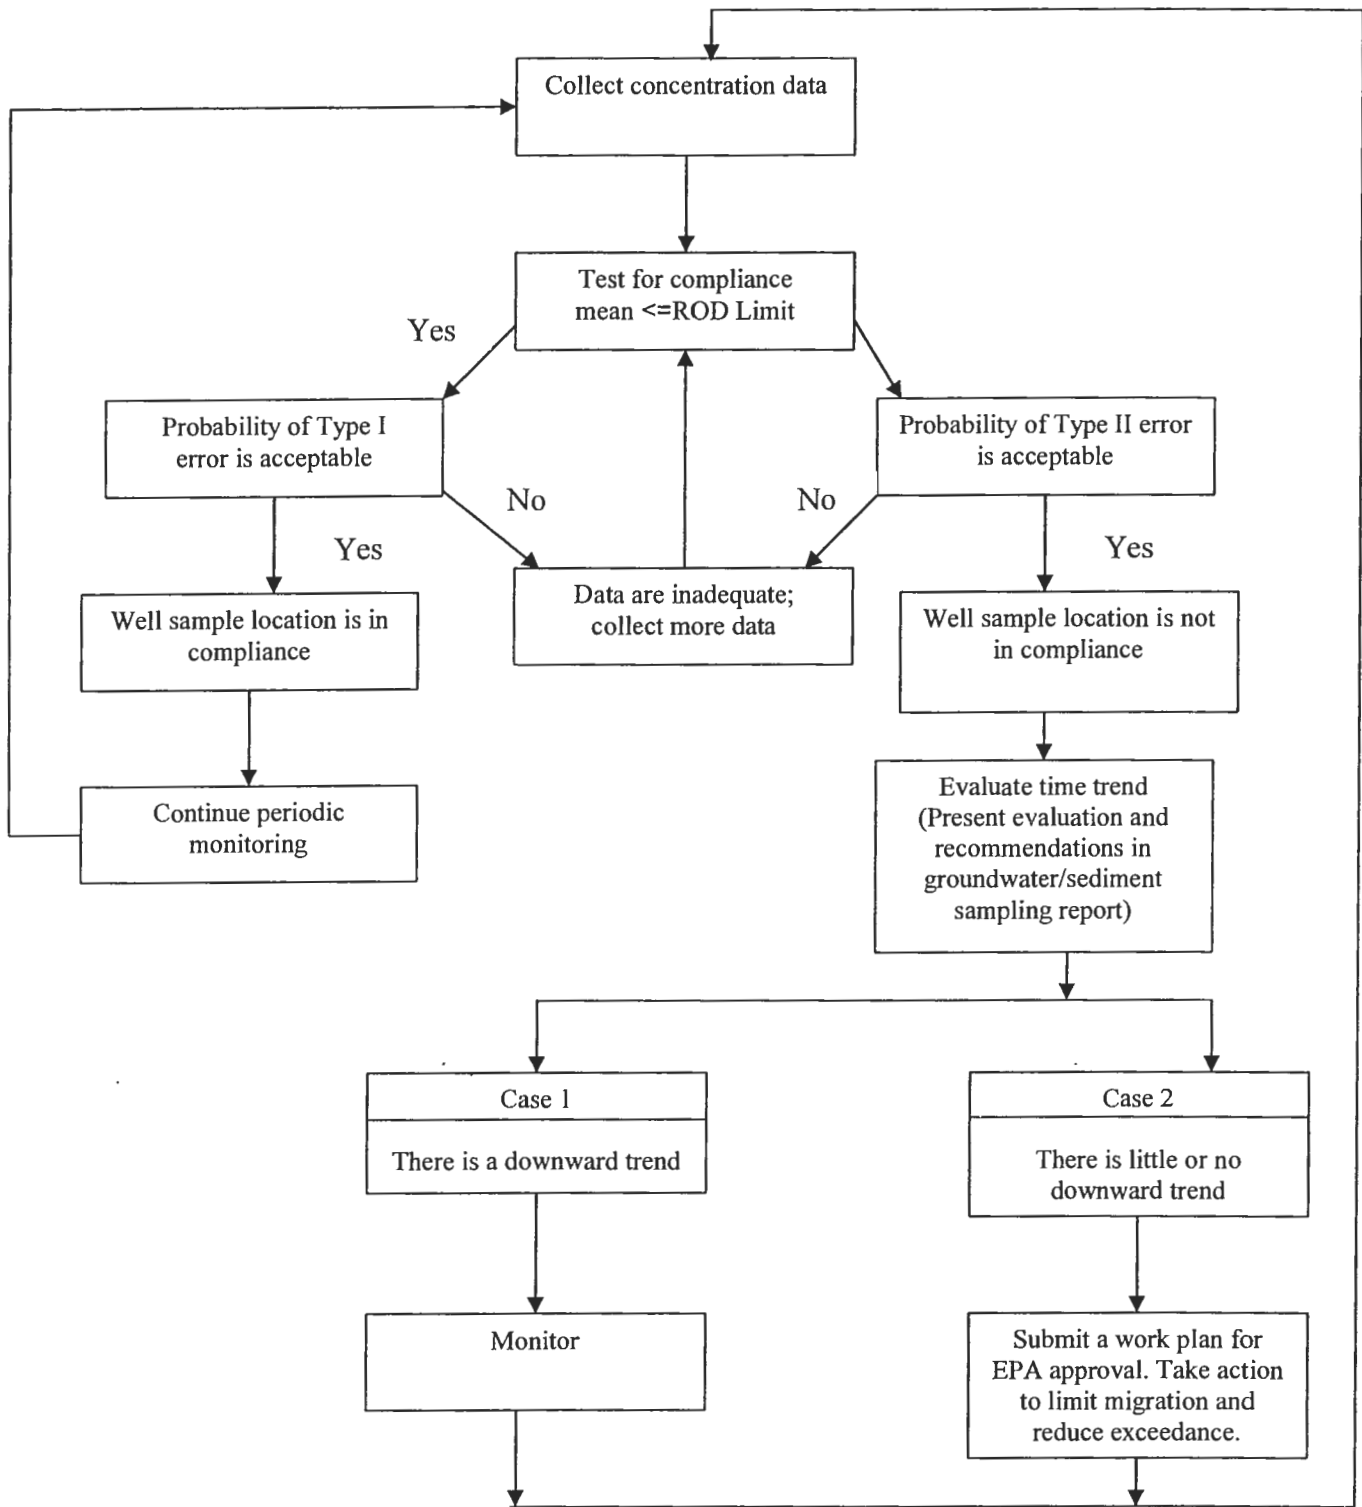 Collect concentration data
Test for compliance
mean <=ROD Limit
Yes
Probability of Type I
error is acceptable
Probability of Type II error
is acceptable
No
No
Yes
Yes
Data are inadequate;
collect more data
Well sample location is in
compliance
Well sample location is not
in compliance
Continue periodic
monitoring
Evaluate time trend
(Present evaluation and
recommendations in
groundwater/sediment
sampling report)
Case 1
There is a downward trend
Case 2
There is little or no
downward trend
Monitor
Submit a work plan for
EPA approval. Take action
to limit migration and
reduce exceedance.